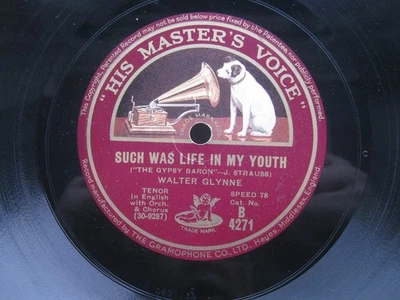 This Copyright Record may not be sold below price fixed by the Patentee
nor publicly performed.
"HIS MASTER'S VOICE"
SUCH WAS LIFE IN MY YOUTH
("THE GYPSY BARON"—J. STRAUSS)
WALTER GLYNNE
TENOR
In English
with Orch.
& Chorus
(30-9287)
SPEED 78
Cat. No.
B
4271
TRADE MARK
Manufactured by
THE GRAMOPHONE CO. LTD., Hayes, Middlesex, England.